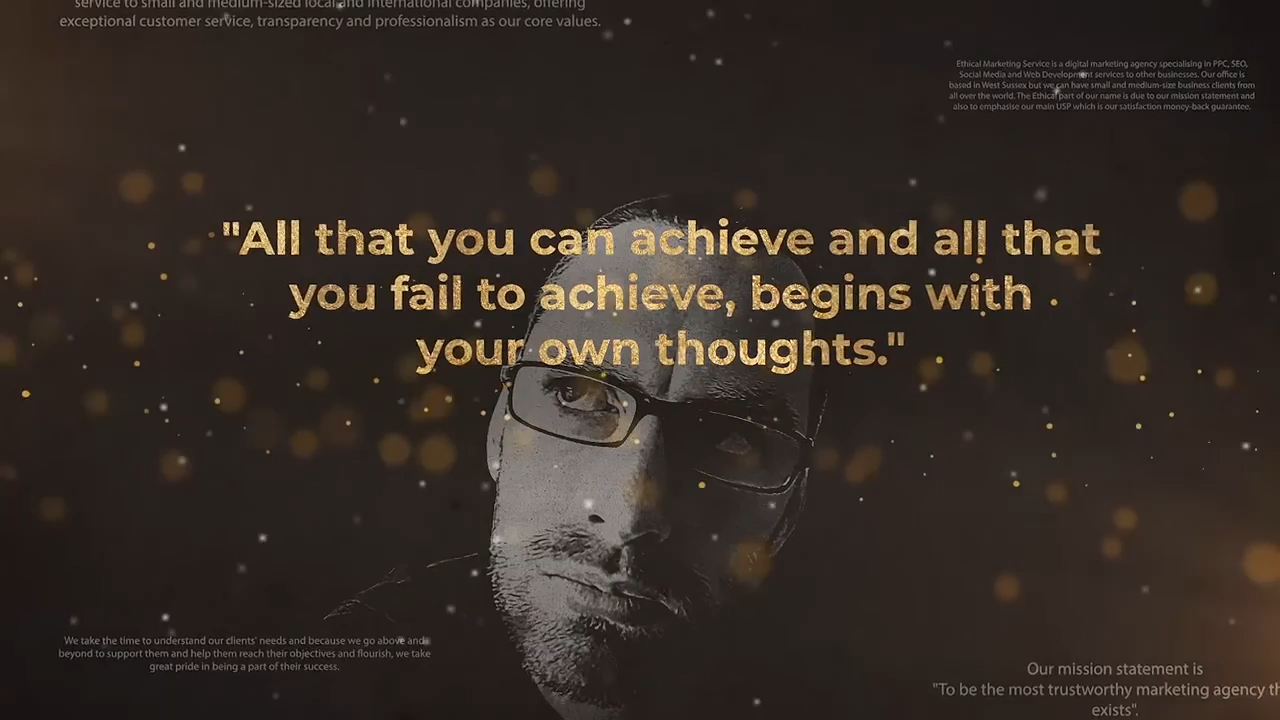 service to small and medium-sized local and international companies, offering
exceptional customer service, transparency and professionalism as our core values.
Ethical Marketing Service is a digital marketing agency specialising in PPC, SEO,
Social Media and Web Development services to other businesses. Our office is
based in West Sussex but we can have small and medium-size business clients from
all over the world. The Ethical part of our name is due to our mission statement and
also to emphasise our main USP which is our satisfaction money-back guarantee.
"All that you can achieve and all that
you fail to achieve, begins with
your own thoughts."
We take the time to understand our clients' needs and because we go above and
beyond to support them and help them reach their objectives and flourish, we take
great pride in being a part of their success.
Our mission statement is
"To be the most trustworthy marketing agency th
exists".